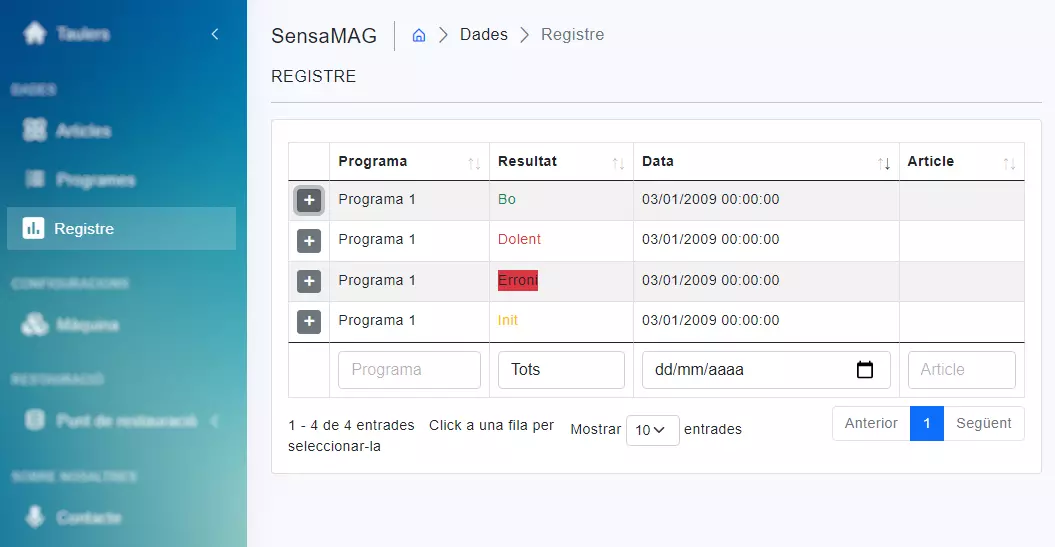 Taulers
DADES
Articles
Programes
Registre
CONFIGURACIONS
Màquina
RESTAURACIÓ
Punt de restauració
SOBRE NOSALTRES
Contacte
SensaMAG
Dades
Registre
REGISTRE
Programa Resultat Data Article
+ Programa 1 Bo 03/01/2009 00:00:00
+ Programa 1 Dolent 03/01/2009 00:00:00
+ Programa 1 Erroni 03/01/2009 00:00:00
+ Programa 1 Init 03/01/2009 00:00:00
Programa Tots dd/mm/aaaa Article
1 - 4 de 4 entrades Click a una fila per
seleccionar-la
Mostrar 10 entrades
Anterior 1 Següent